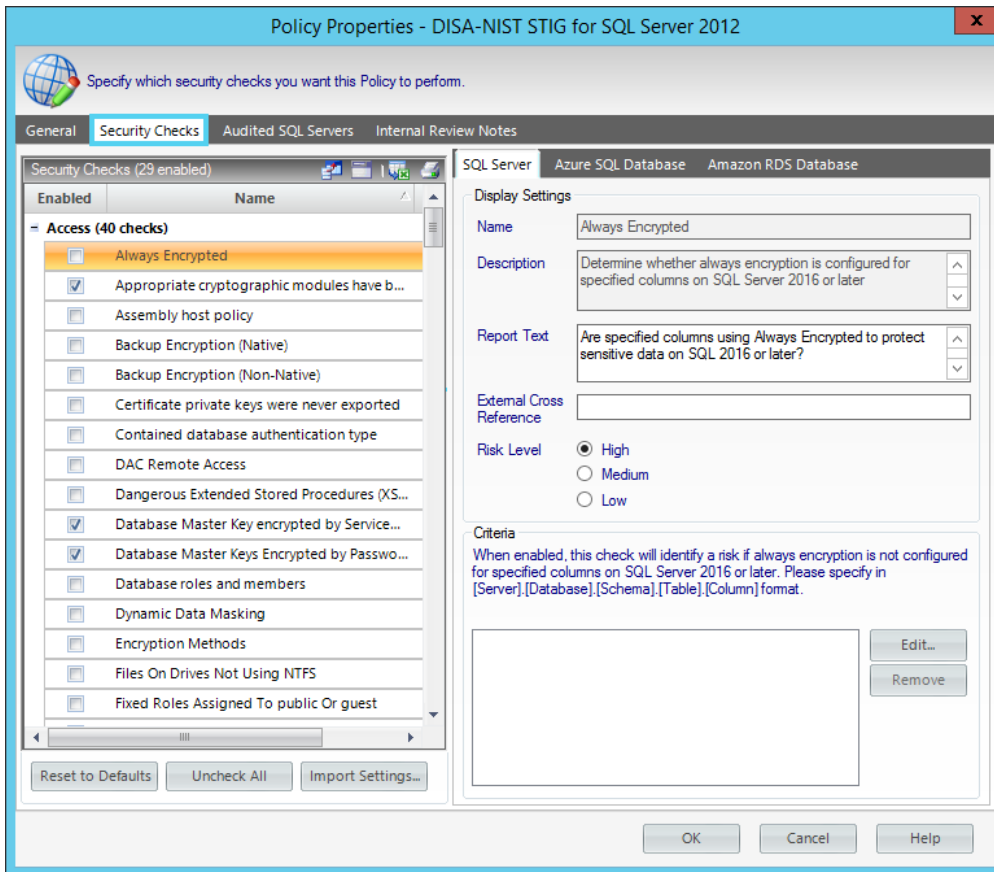 Policy Properties - DISA-NIST STIG for SQL Server 2012
x
Specify which security checks you want this Policy to perform.
General Security Checks Audited SQL Servers Internal Review Notes
Security Checks (29 enabled)
Enabled Name
Access (40 checks)
Always Encrypted
Appropriate cryptographic modules have b...
Assembly host policy
Backup Encryption (Native)
Backup Encryption (Non-Native)
Certificate private keys were never exported
Contained database authentication type
DAC Remote Access
Dangerous Extended Stored Procedures (XS...
Database Master Key encrypted by Service...
Database Master Keys Encrypted by Passwo...
Database roles and members
Dynamic Data Masking
Encryption Methods
Files On Drives Not Using NTFS
Fixed Roles Assigned To public Or guest
Reset to Defaults Uncheck All Import Settings...
SQL Server Azure SQL Database Amazon RDS Database
Display Settings
Name Always Encrypted
Description Determine whether always encryption is configured for
specified columns on SQL Server 2016 or later
Report Text Are specified columns using Always Encrypted to protect
sensitive data on SQL 2016 or later?
External Cross
Reference
Risk Level High
Medium
Low
Criteria
When enabled, this check will identify a risk if always encryption is not configured
for specified columns on SQL Server 2016 or later. Please specify in
[Server].[Database].[Schema].[Table].[Column] format.
Edit...
Remove
OK Cancel Help